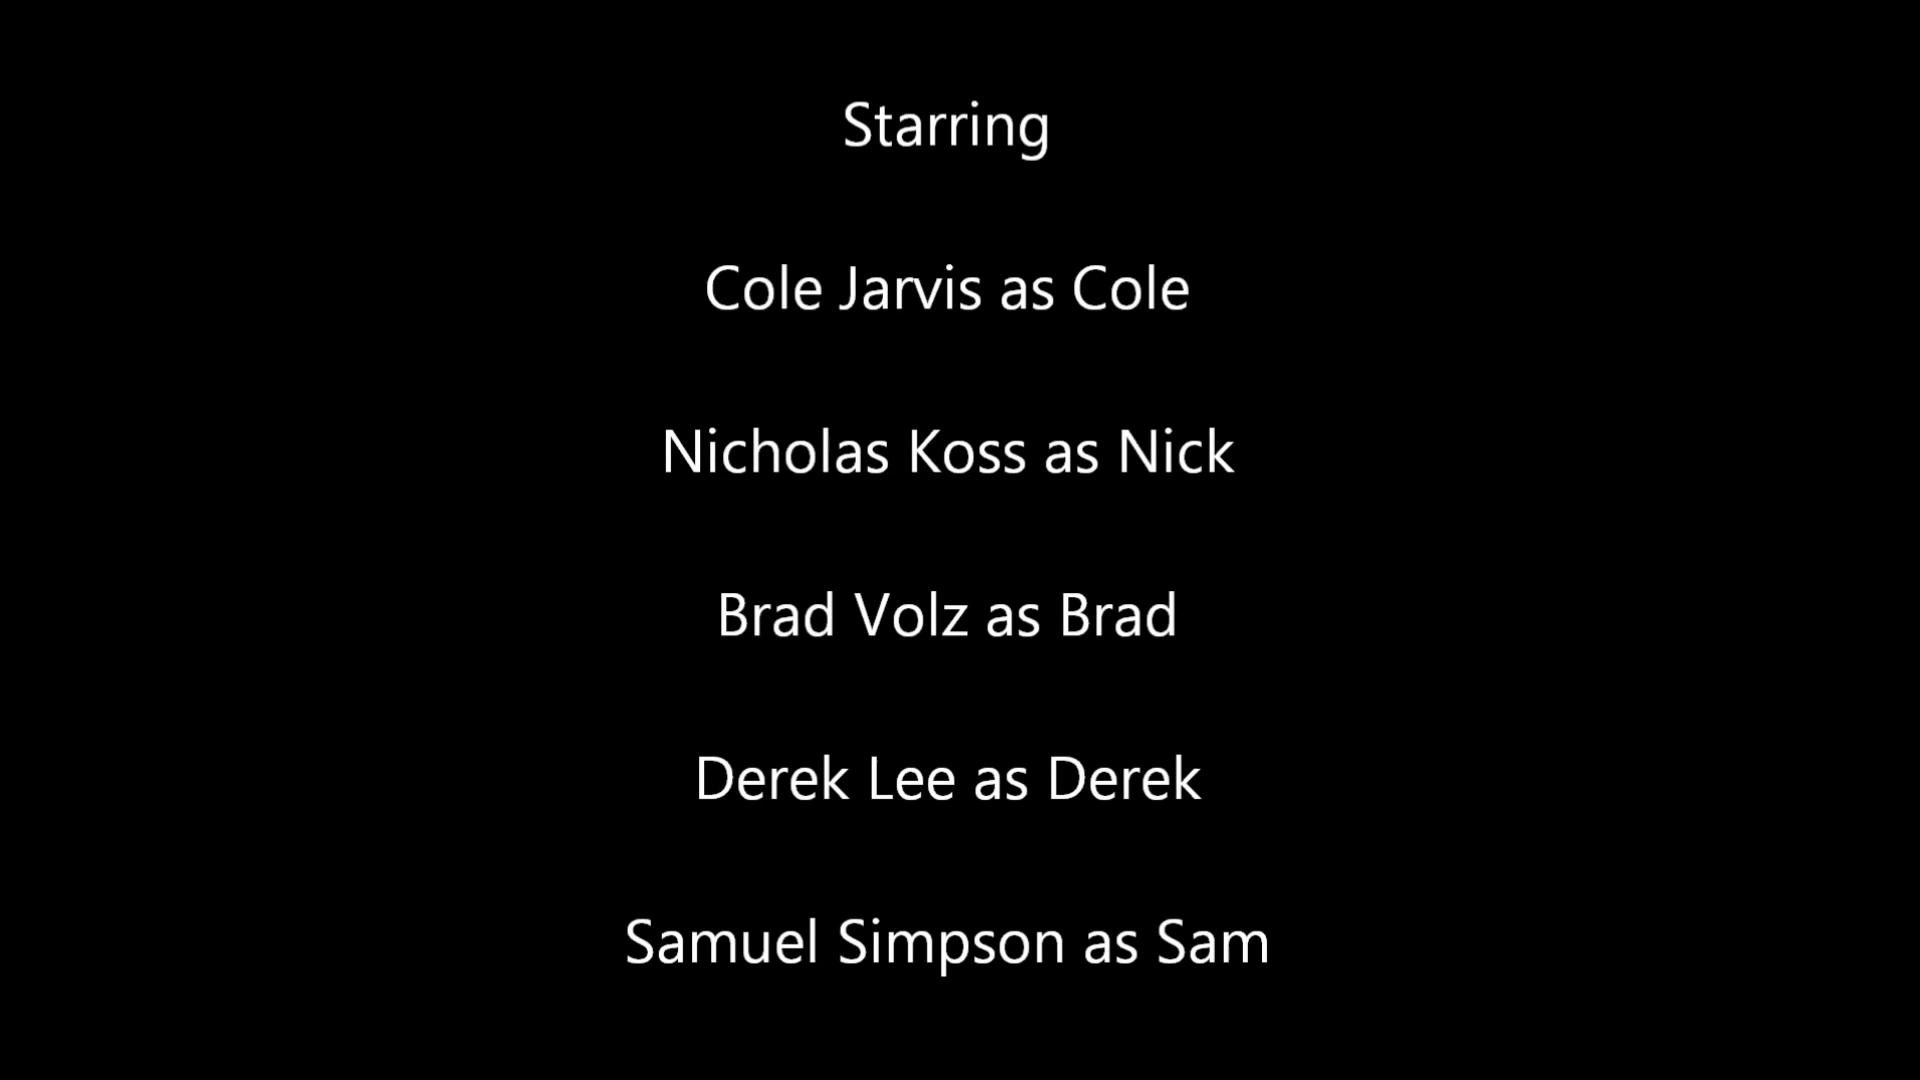 Starring
Cole Jarvis as Cole
Nicholas Koss as Nick
Brad Volz as Brad
Derek Lee as Derek
Samuel Simpson as Sam